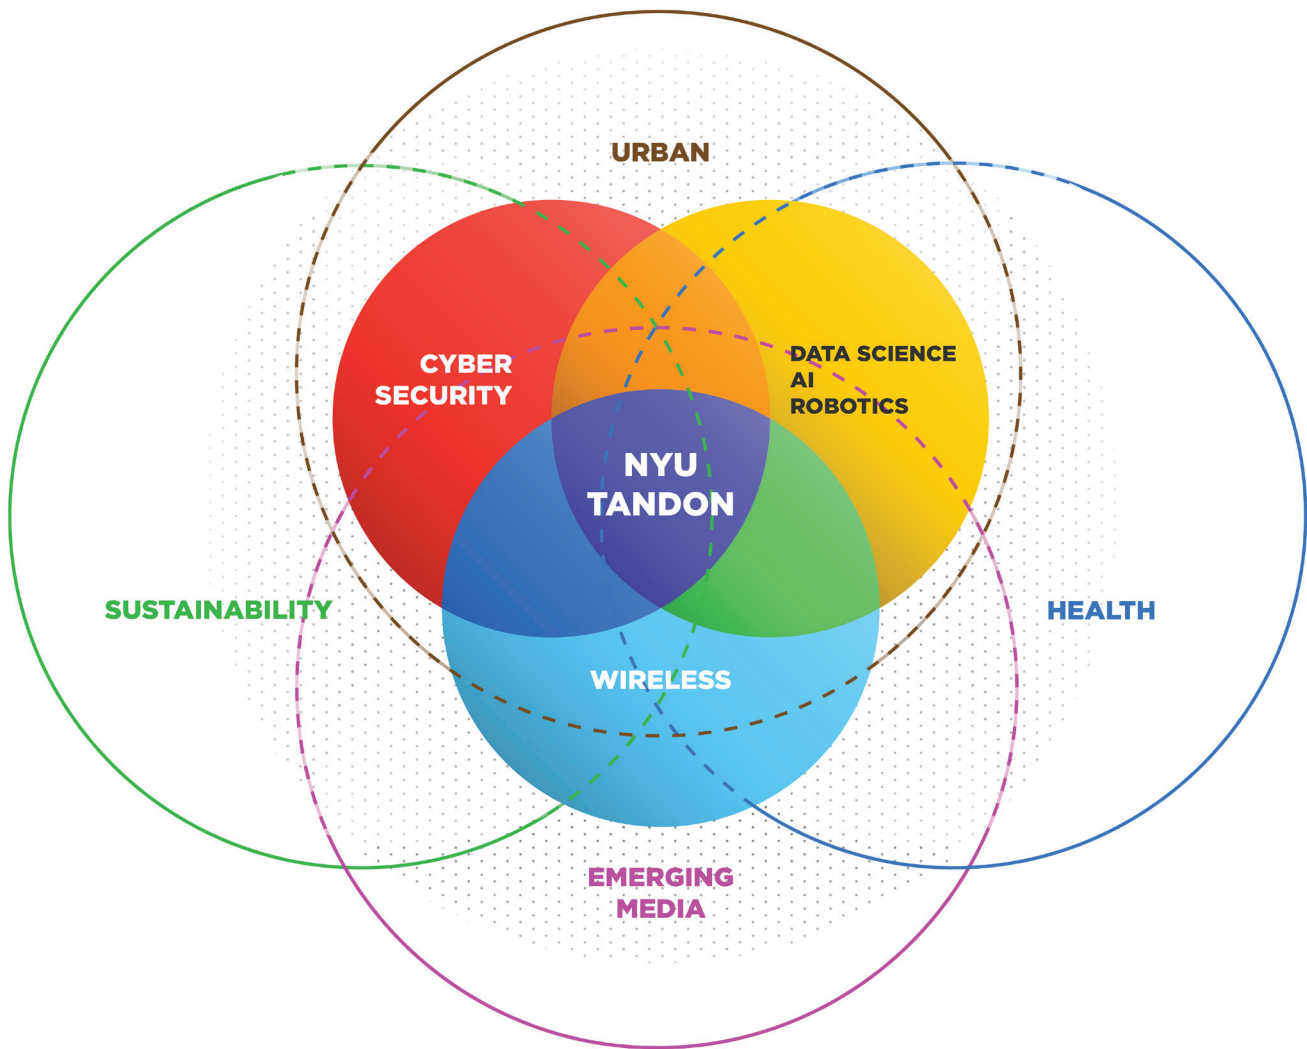 URBAN
CYBER
SECURITY
DATA SCIENCE
AI
ROBOTICS
NYU
TANDON
SUSTAINABILITY
HEALTH
WIRELESS
EMERGING
MEDIA